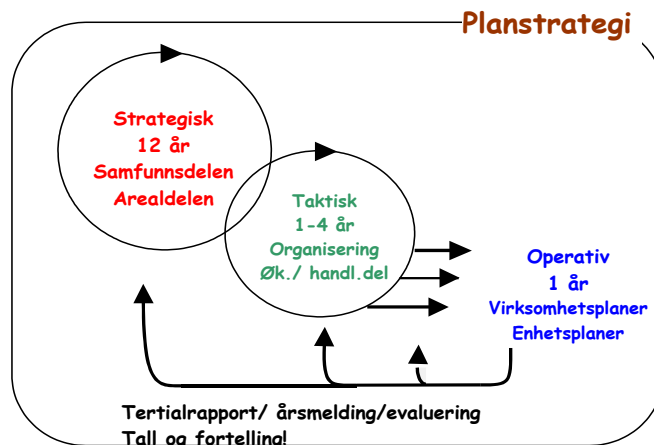 Planstrategi
Strategisk
12 år
Samfunnsdelen
Arealdelen
Taktisk
1-4 år
Organisering
Øk./ handl.del
Operativ
1 år
Virksomhetsplaner
Enhetsplaner
Tertialrapport/ årsmelding/evaluering
Tall og fortelling!